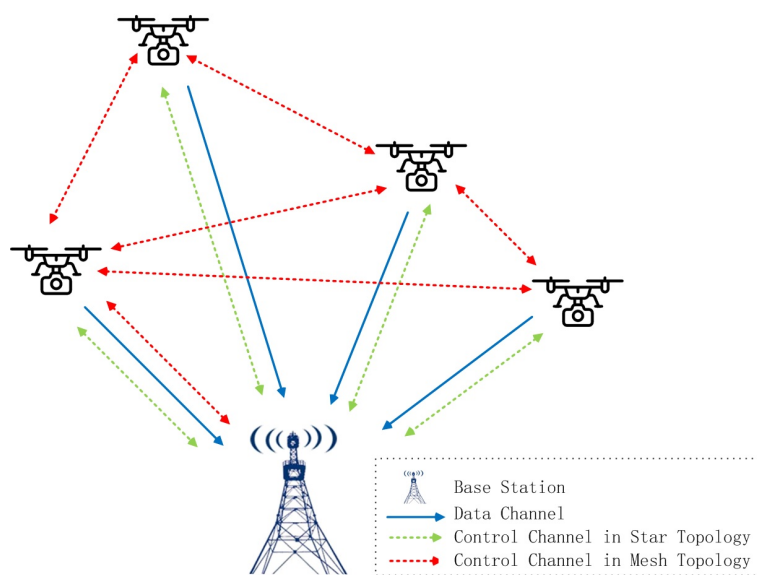 Base Station
Data Channel
Control Channel in Star Topology
Control Channel in Mesh Topology